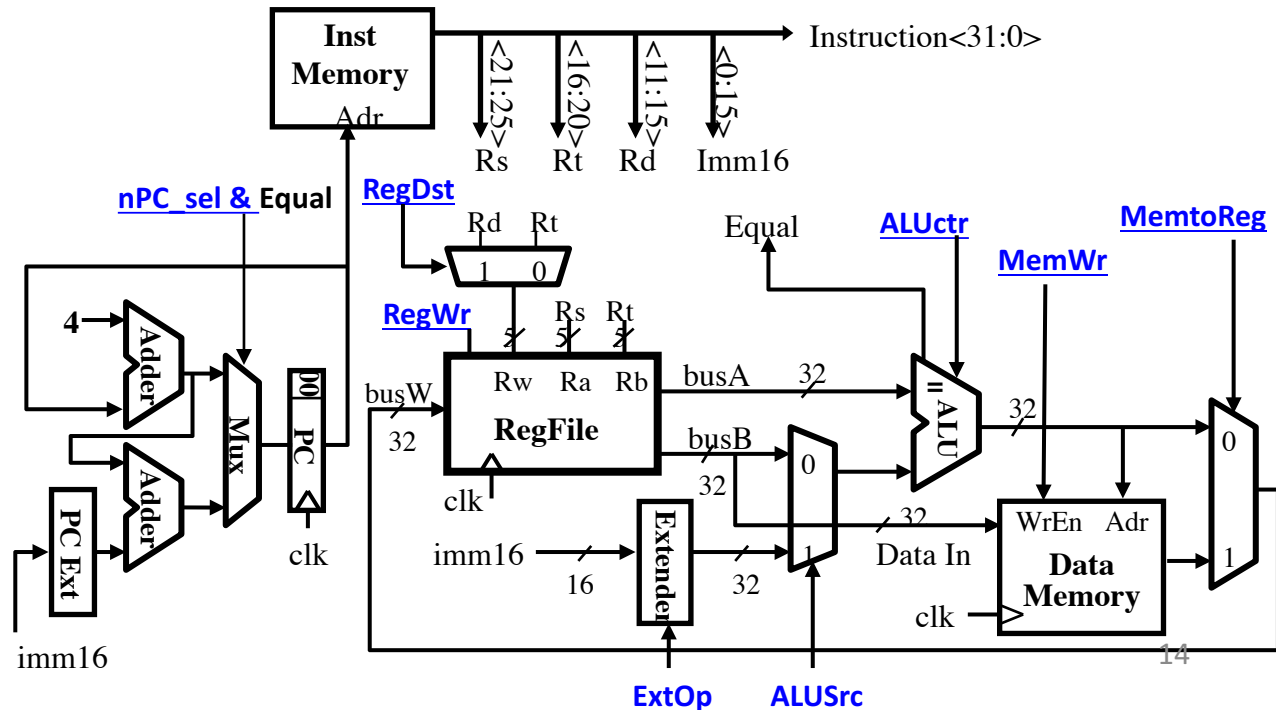 Inst
Memory
Adr
Instruction<31:0>
<21:25>
<16:20>
<11:15>
<0:15>
Rs
Rt
Rd
Imm16
nPC_sel & Equal
RegDst
Rd
Rt
1
0
Equal
ALUctr
MemtoReg
MemWr
4
Adder
RegWr
Rs
Rt
5
5
5
busW
32
Rw
Ra
Rb
RegFile
clk
busA
32
busB
32
0
1
=
ALU
32
0
1
Mux
00
PC
clk
Adder
PC Ext
imm16
imm16
16
Extender
32
32
Data In
WrEn
Adr
Data
Memory
clk
14
ExtOp
ALUSrc